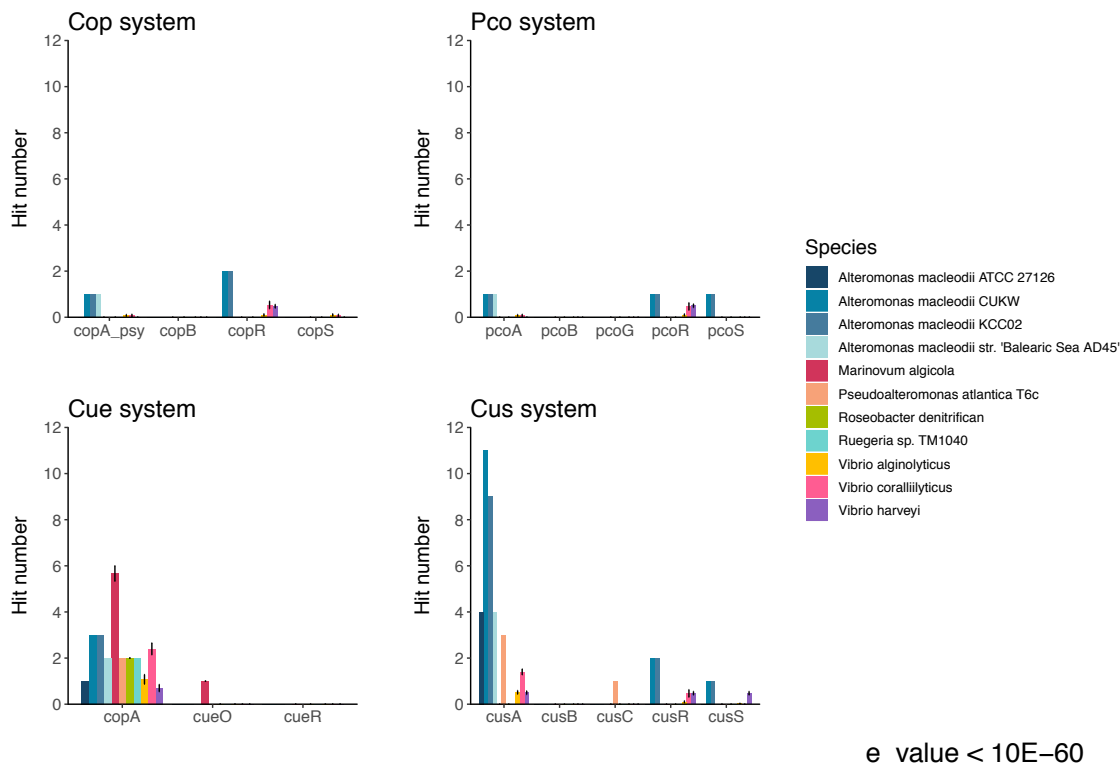 Cop system
12
10
8
6
4
2
0
Hit number
copA_psy copB copR copS
Pco system
12
10
8
6
4
2
0
Hit number
pcoA pcoB pcoG pcoR pcoS
Cue system
12
10
8
6
4
2
0
Hit number
copA cueO cueR
Cus system
12
10
8
6
4
2
0
Hit number
cusA cusB cusC cusR cusS
Species
Alteromonas macleodii ATCC 27126
Alteromonas macleodii CUKW
Alteromonas macleodii KCC02
Alteromonas macleodii str. 'Balearic Sea AD45'
Marinovum algicola
Pseudoalteromonas atlantica T6c
Roseobacter denitrifican
Ruegeria sp. TM1040
Vibrio alginolyticus
Vibrio coralliilyticus
Vibrio harveyi
e value < 10E−60